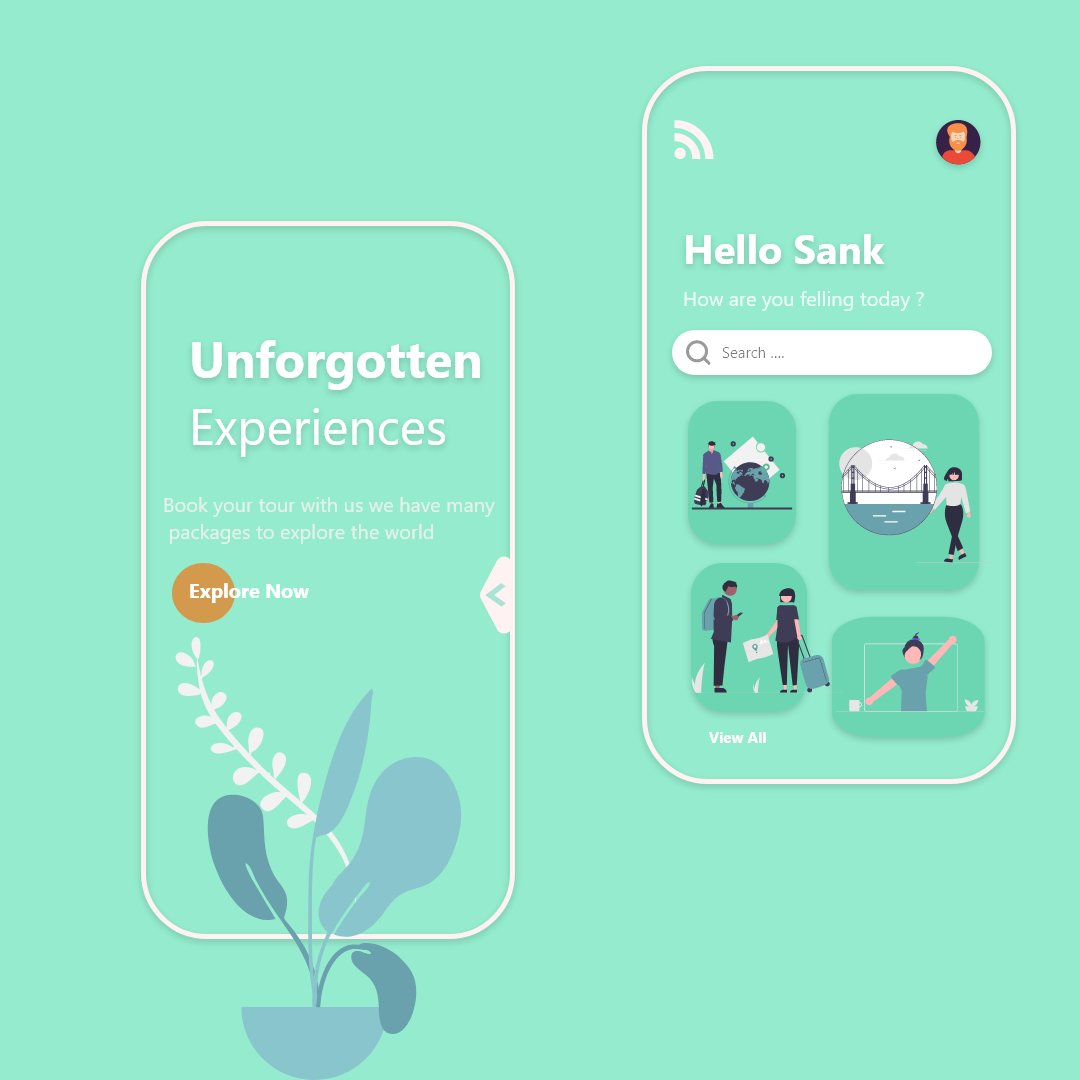 Unforgotten
Experiences
Book your tour with us we have many
packages to explore the world
Explore Now
Hello Sank
How are you felling today ?
Search ....
View All